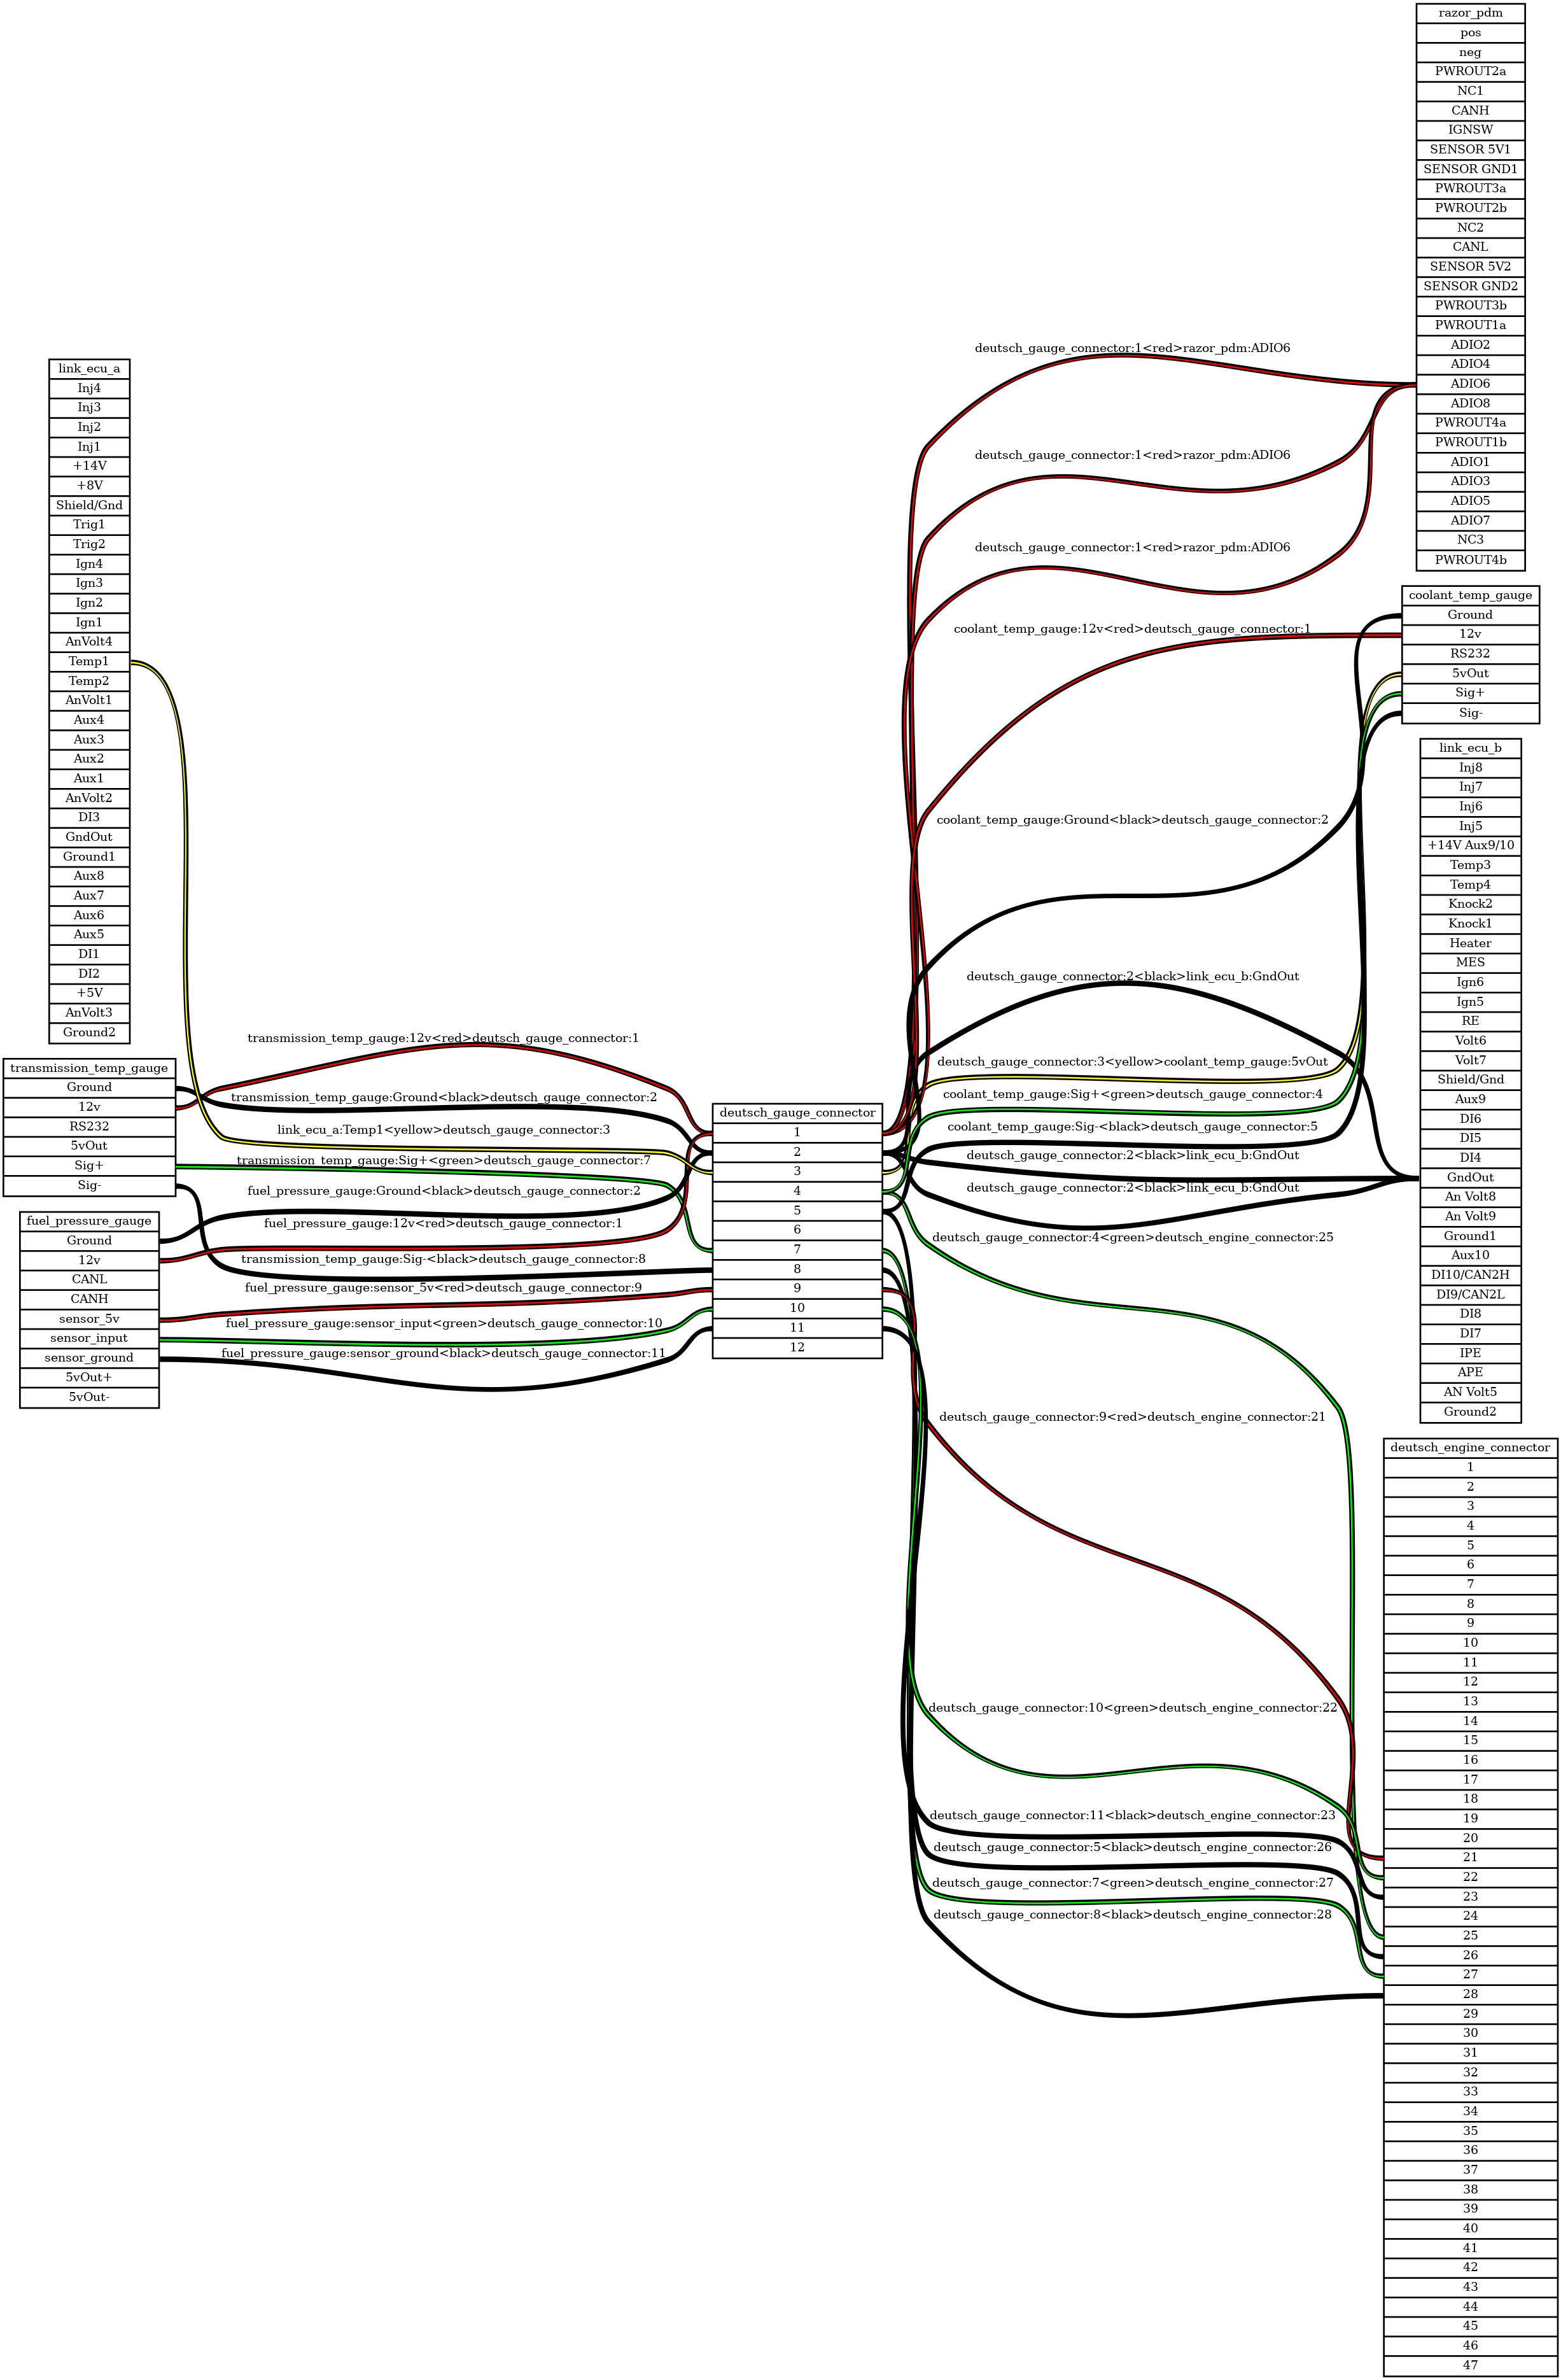 razor_pdm
pos
neg
PWROUT2a
NC1
CANH
IGNSW
SENSOR 5V1
SENSOR GND1
PWROUT3a
PWROUT2b
NC2
CANL
SENSOR 5V2
SENSOR GND2
PWROUT3b
PWROUT1a
ADIO2
ADIO4
ADIO6
ADIO8
PWROUT4a
PWROUT1b
ADIO1
ADIO3
ADIO5
ADIO7
NC3
PWROUT4b
link_ecu_a
Inj4
Inj3
Inj2
Inj1
+14V
+8V
Shield/Gnd
Trig1
Trig2
Ign4
Ign3
Ign2
Ign1
AnVolt4
Temp1
Temp2
AnVolt1
Aux4
Aux3
Aux2
Aux1
AnVolt2
DI3
GndOut
Ground1
Aux8
Aux7
Aux6
Aux5
DI1
DI2
+5V
AnVolt3
Ground2
transmission_temp_gauge
Ground
12v
RS232
5vOut
Sig+
Sig-
fuel_pressure_gauge
Ground
12v
CANL
CANH
sensor_5v
sensor_input
sensor_ground
5vOut+
5vOut-
transmission_temp_gauge:12v<red>deutsch_gauge_connector:1
transmission_temp_gauge:Ground<black>deutsch_gauge_connector:2
link_ecu_a:Temp1<yellow>deutsch_gauge_connector:3
transmission_temp_gauge:Sig+<green>deutsch_gauge_connector:7
fuel_pressure_gauge:Ground<black>deutsch_gauge_connector:2
fuel_pressure_gauge:12v<red>deutsch_gauge_connector:1
transmission_temp_gauge:Sig-<black>deutsch_gauge_connector:8
fuel_pressure_gauge:sensor_5v<red>deutsch_gauge_connector:9
fuel_pressure_gauge:sensor_input<green>deutsch_gauge_connector:10
fuel_pressure_gauge:sensor_ground<black>deutsch_gauge_connector:11
deutsch_gauge_connector
1
2
3
4
5
6
7
8
9
10
11
12
deutsch_gauge_connector:1<red>razor_pdm:ADIO6
deutsch_gauge_connector:1<red>razor_pdm:ADIO6
deutsch_gauge_connector:1<red>razor_pdm:ADIO6
coolant_temp_gauge:12v<red>deutsch_gauge_connector:1
coolant_temp_gauge:Ground<black>deutsch_gauge_connector:2
deutsch_gauge_connector:2<black>link_ecu_b:GndOut
deutsch_gauge_connector:3<yellow>coolant_temp_gauge:5vOut
coolant_temp_gauge:Sig+<green>deutsch_gauge_connector:4
coolant_temp_gauge:Sig-<black>deutsch_gauge_connector:5
deutsch_gauge_connector:2<black>link_ecu_b:GndOut
deutsch_gauge_connector:2<black>link_ecu_b:GndOut
deutsch_gauge_connector:4<green>deutsch_engine_connector:25
deutsch_gauge_connector:9<red>deutsch_engine_connector:21
deutsch_gauge_connector:10<green>deutsch_engine_connector:22
deutsch_gauge_connector:11<black>deutsch_engine_connector:23
deutsch_gauge_connector:5<black>deutsch_engine_connector:26
deutsch_gauge_connector:7<green>deutsch_engine_connector:27
deutsch_gauge_connector:8<black>deutsch_engine_connector:28
coolant_temp_gauge
Ground
12v
RS232
5vOut
Sig+
Sig-
link_ecu_b
Inj8
Inj7
Inj6
Inj5
+14V Aux9/10
Temp3
Temp4
Knock2
Knock1
Heater
MES
Ign6
Ign5
RE
Volt6
Volt7
Shield/Gnd
Aux9
DI6
DI5
DI4
GndOut
An Volt8
An Volt9
Ground1
Aux10
DI10/CAN2H
DI9/CAN2L
DI8
DI7
IPE
APE
AN Volt5
Ground2
deutsch_engine_connector
1
2
3
4
5
6
7
8
9
10
11
12
13
14
15
16
17
18
19
20
21
22
23
24
25
26
27
28
29
30
31
32
33
34
35
36
37
38
39
40
41
42
43
44
45
46
47